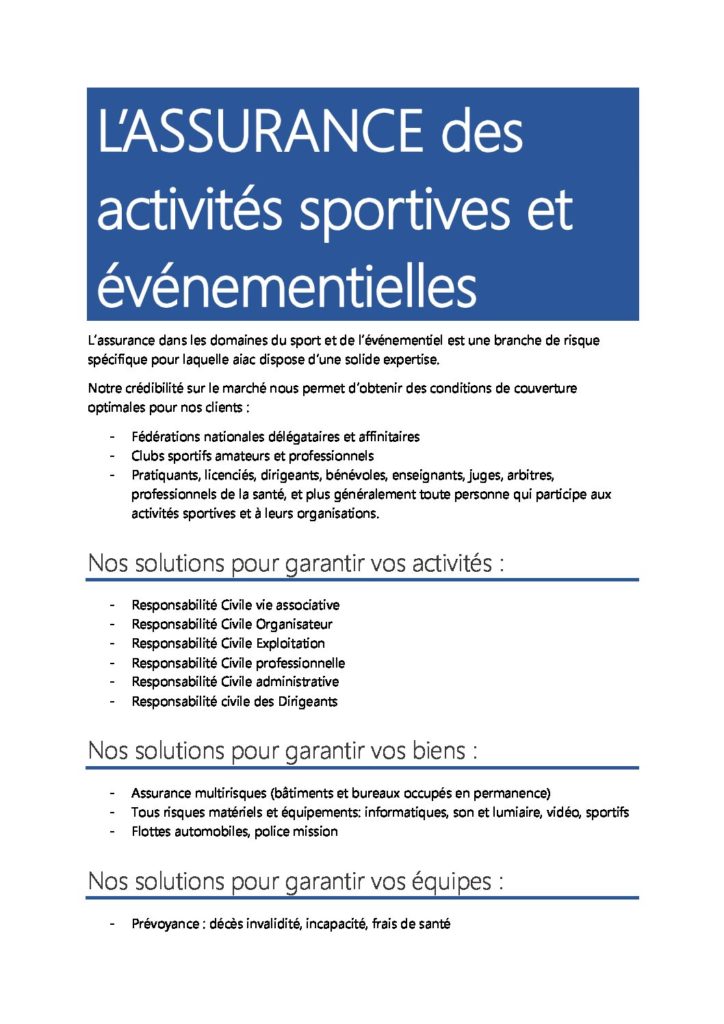 L’ASSURANCE des
activités sportives et
événementielles
L’assurance dans les domaines du sport et de l’événementiel est une branche de risque
spécifique pour laquelle aiac dispose d’une solide expertise.
Notre crédibilité sur le marché nous permet d’obtenir des conditions de couverture
optimales pour nos clients :
- Fédérations nationales délégataires et affinitaires
- Clubs sportifs amateurs et professionnels
- Pratiquants, licenciés, dirigeants, bénévoles, enseignants, juges, arbitres,
professionnels de la santé, et plus généralement toute personne qui participe aux
activités sportives et à leurs organisations.
Nos solutions pour garantir vos activités :
- Responsabilité Civile vie associative
- Responsabilité Civile Organisateur
- Responsabilité Civile Exploitation
- Responsabilité Civile professionnelle
- Responsabilité Civile administrative
- Responsabilité civile des Dirigeants
Nos solutions pour garantir vos biens :
- Assurance multirisques (bâtiments et bureaux occupés en permanence)
- Tous risques matériels et équipements: informatiques, son et lumiaire, vidéo, sportifs
- Flottes automobiles, police mission
Nos solutions pour garantir vos équipes :
- Prévoyance : décès invalidité, incapacité, frais de santé